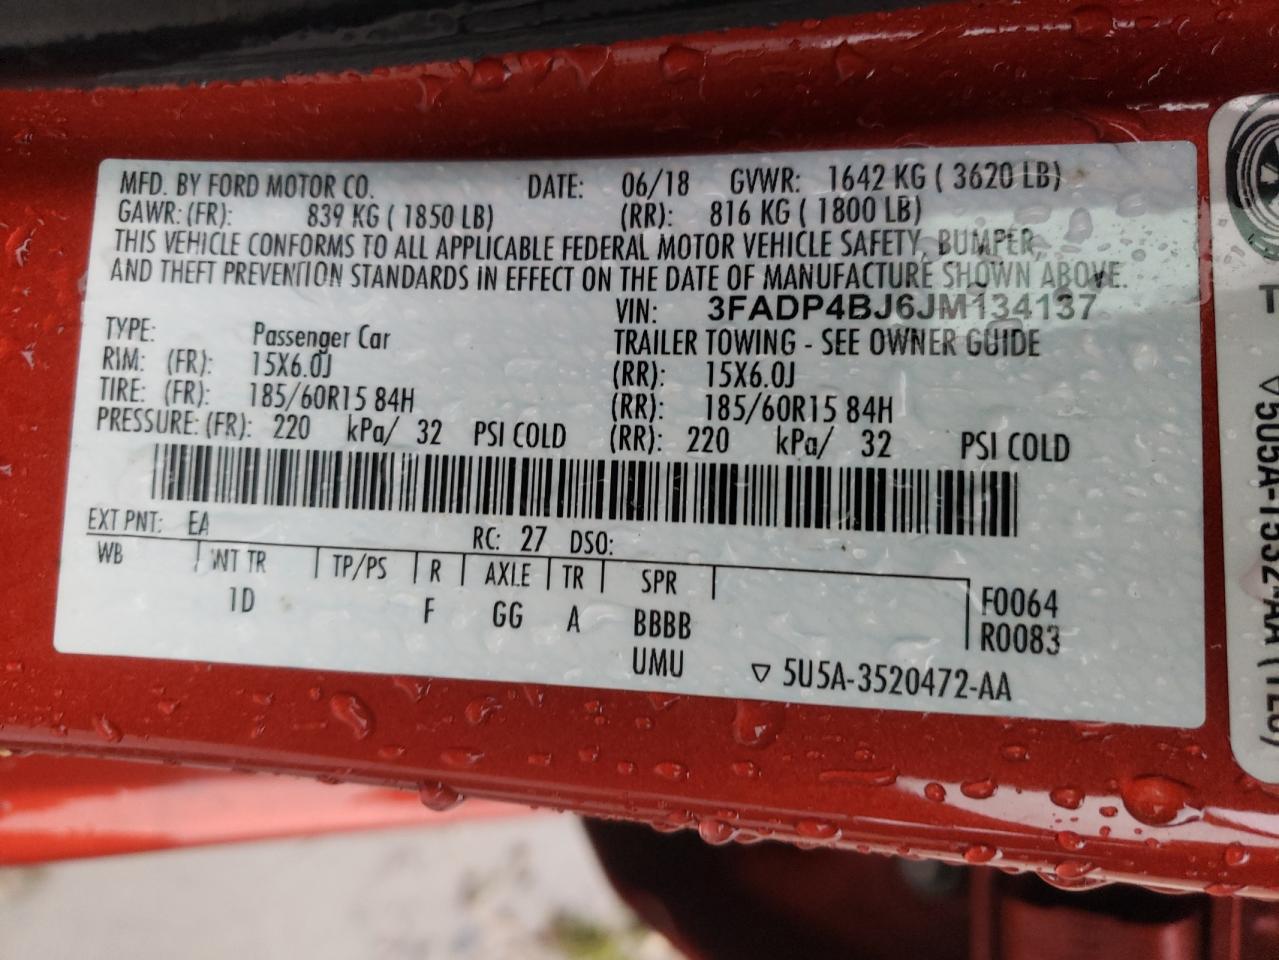 MFD. BY FORD MOTOR CO. DATE: 06/18 GVWR: 1642 KG ( 3620 LB)
GAWR: (FR): 839 KG ( 1850 LB) (RR): 816 KG ( 1800 LB)
THIS VEHICLE CONFORMS TO ALL APPLICABLE FEDERAL MOTOR VEHICLE SAFETY, BUMPER,
AND THEFT PREVENTION STANDARDS IN EFFECT ON THE DATE OF MANUFACTURE SHOWN ABOVE.
VIN: 3FADP4BJ6JM134137
TYPE: Passenger Car TRAILER TOWING - SEE OWNER GUIDE
RIM: (FR): 15X6.0J (RR): 15X6.0J
TIRE: (FR): 185/60R15 84H (RR): 185/60R15 84H
PRESSURE: (FR): 220 kPa/ 32 PSI COLD (RR): 220 kPa/ 32 PSI COLD
EXT PNT: EA RC: 27 DSO:
WB INT TR TP/PS R AXLE TR SPR F0064
1D F GG A BBBB R0083
UMU ▽ 5U5A-3520472-AA
T